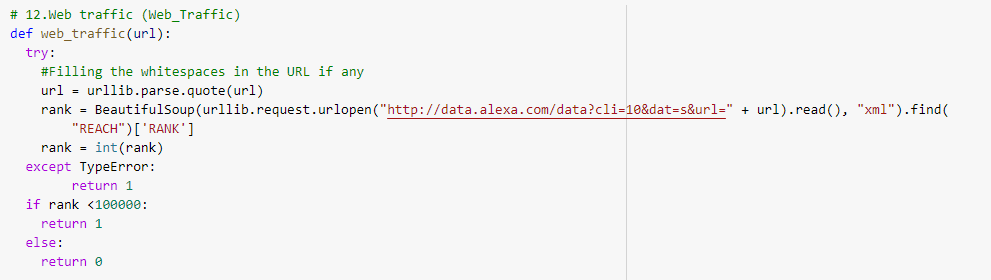 # 12.Web traffic (Web_Traffic)
def web_traffic(url):
  try:
    #Filling the whitespaces in the URL if any
    url = urllib.parse.quote(url)
    rank = BeautifulSoup(urllib.request.urlopen("http://data.alexa.com/data?cli=10&dat=s&url=" + url).read(), "xml").find(
        "REACH")['RANK']
    rank = int(rank)
  except TypeError:
        return 1
  if rank <100000:
    return 1
  else:
    return 0